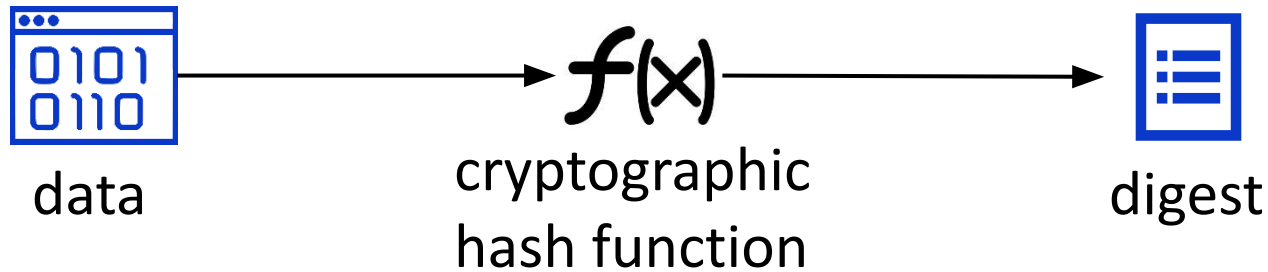 0101
0110
f(x)
data
cryptographic
hash function
digest